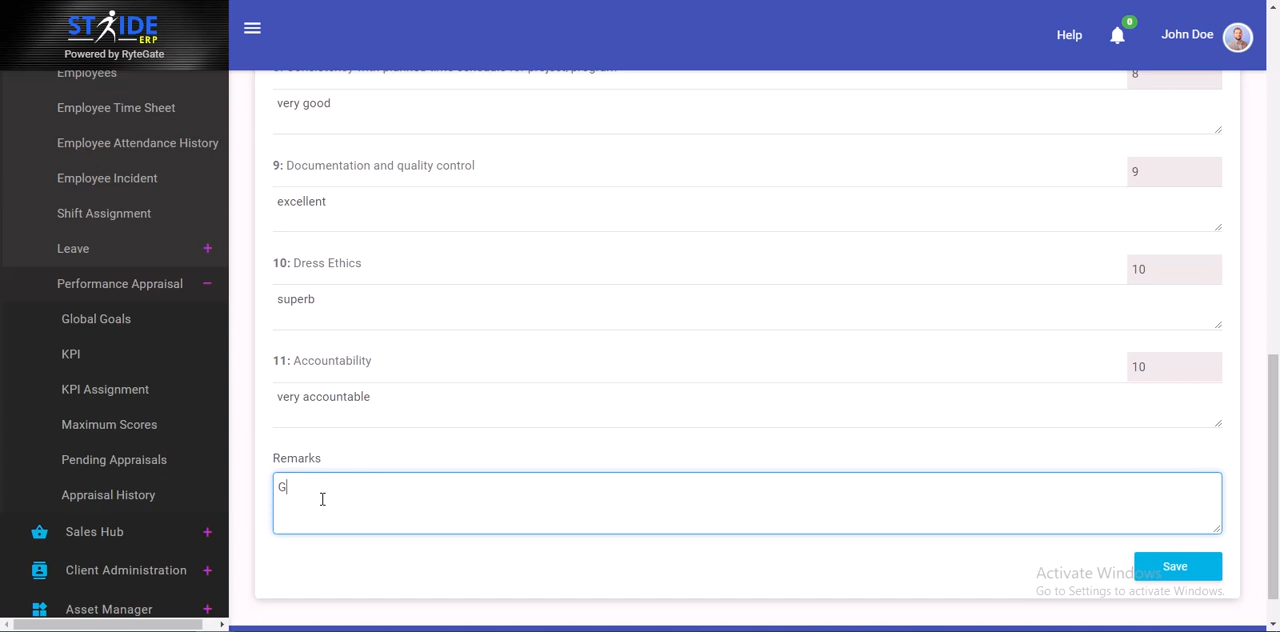 STRIDE
ERP
Powered by RyteGate
Help
0
John Doe
Employees
Employee Time Sheet
Employee Attendance History
Employee Incident
Shift Assignment
Leave +
Performance Appraisal −
Global Goals
KPI
KPI Assignment
Maximum Scores
Pending Appraisals
Appraisal History
Sales Hub +
Client Administration +
Asset Manager +
8
very good
9: Documentation and quality control
9
excellent
10: Dress Ethics
10
superb
11: Accountability
10
very accountable
Remarks
G
Save
Activate Windows
Go to Settings to activate Windows.